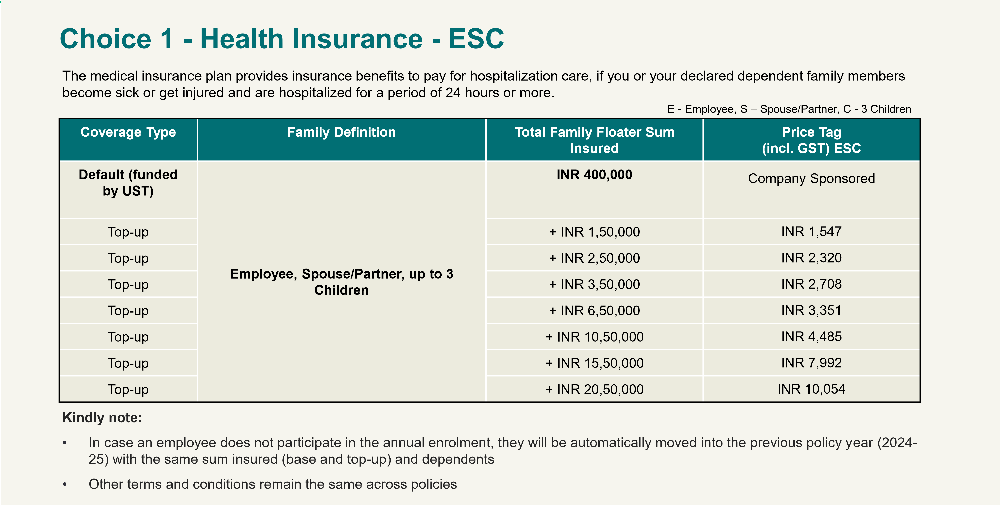 Choice 1 - Health Insurance - ESC
The medical insurance plan provides insurance benefits to pay for hospitalization care, if you or your declared dependent family members
become sick or get injured and are hospitalized for a period of 24 hours or more.
E - Employee, S – Spouse/Partner, C - 3 Children
Coverage Type
Family Definition
Total Family Floater Sum
Insured
Price Tag
(incl. GST) ESC
Default (funded
by UST)
Employee, Spouse/Partner, up to 3
Children
INR 400,000
Company Sponsored
Top-up
+ INR 1,50,000
INR 1,547
Top-up
+ INR 2,50,000
INR 2,320
Top-up
+ INR 3,50,000
INR 2,708
Top-up
+ INR 6,50,000
INR 3,351
Top-up
+ INR 10,50,000
INR 4,485
Top-up
+ INR 15,50,000
INR 7,992
Top-up
+ INR 20,50,000
INR 10,054
Kindly note:
• In case an employee does not participate in the annual enrolment, they will be automatically moved into the previous policy year (2024-
25) with the same sum insured (base and top-up) and dependents
• Other terms and conditions remain the same across policies